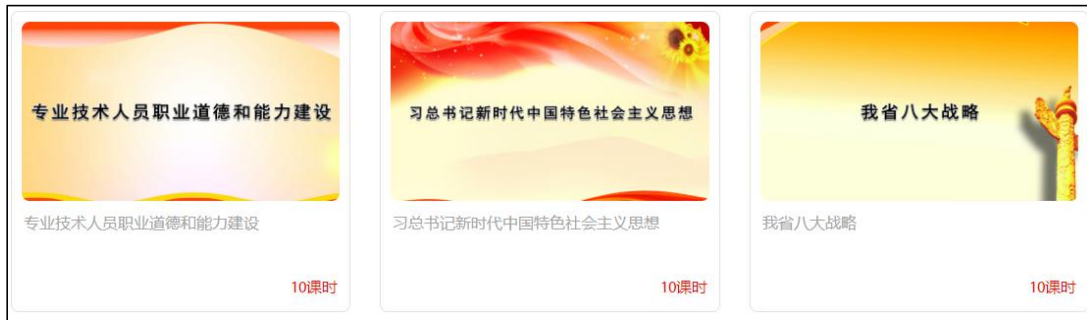 专业技术人员职业道德和能力建设
习总书记新时代中国特色社会主义思想
我省八大战略
专业技术人员职业道德和能力建设
习总书记新时代中国特色社会主义思想
我省八大战略
10课时
10课时
10课时